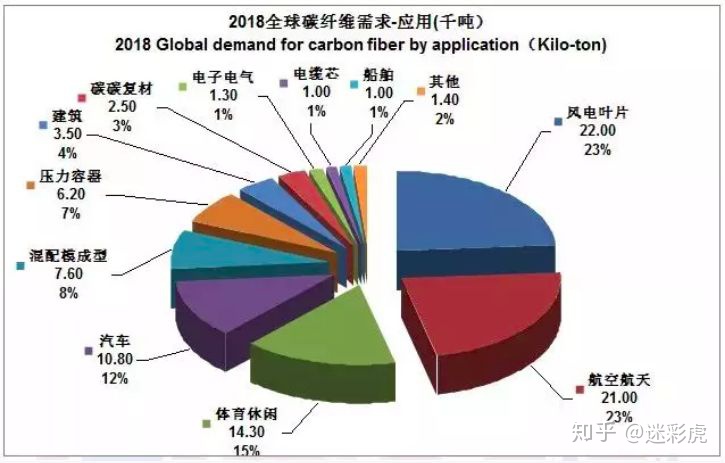 2018全球碳纤维需求-应用(千吨）
2018 Global demand for carbon fiber by application（Kilo-ton)
风电叶片
22.00
23%
航空航天
21.00
23%
体育休闲
14.30
15%
汽车
10.80
12%
混配模成型
7.60
8%
压力容器
6.20
7%
建筑
3.50
4%
碳碳复材
2.50
3%
电子电气
1.30
1%
电缆芯
1.00
1%
船舶
1.00
1%
其他
1.40
2%
知乎 @迷彩虎